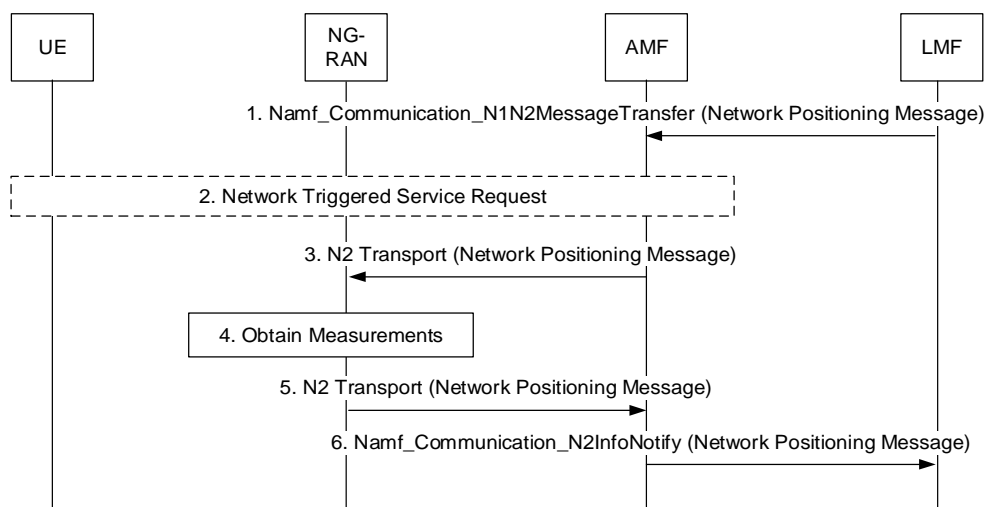 UE
NG-
RAN
AMF
LMF
1. Namf_Communication_N1N2MessageTransfer (Network Positioning Message)
2. Network Triggered Service Request
3. N2 Transport (Network Positioning Message)
4. Obtain Measurements
5. N2 Transport (Network Positioning Message)
6. Namf_Communication_N2InfoNotify (Network Positioning Message)